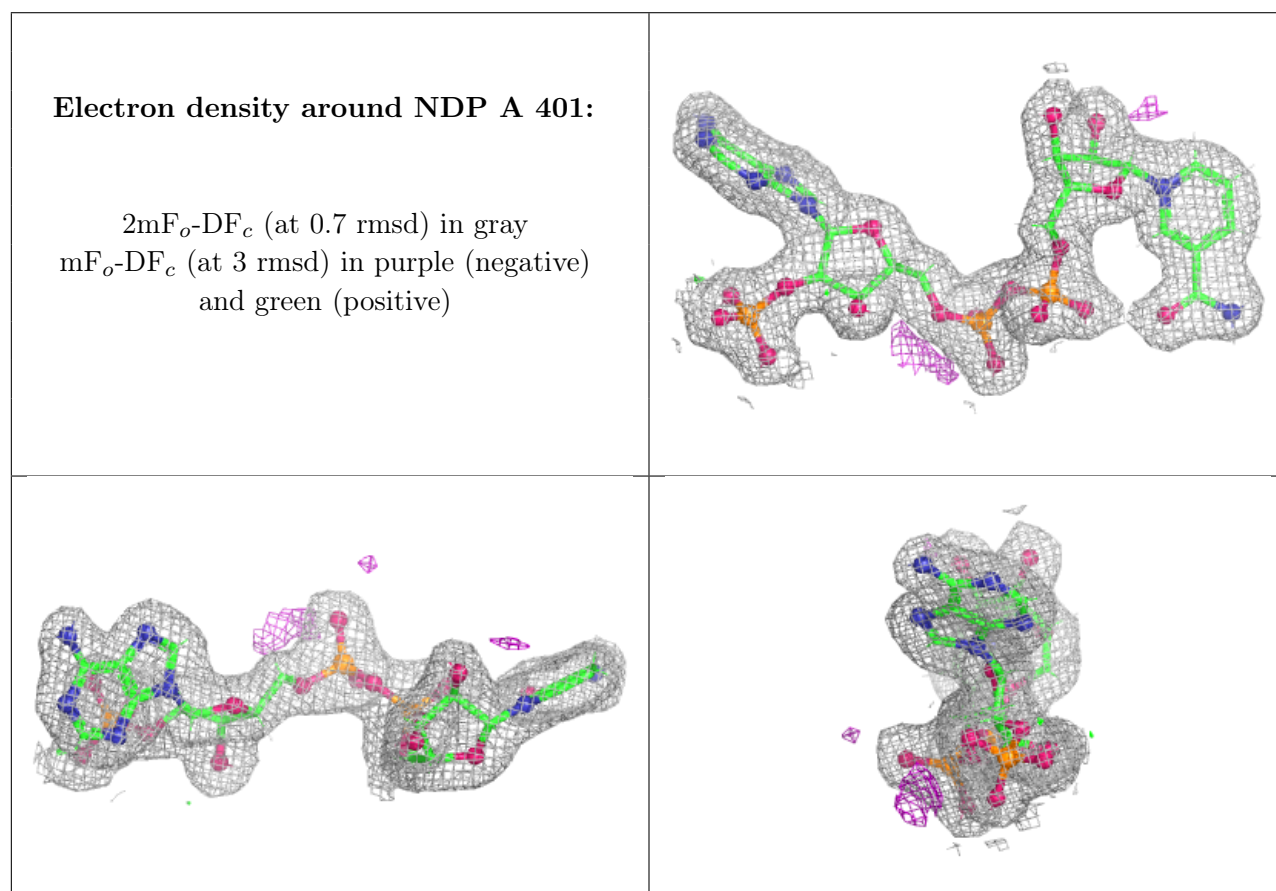 Electron density around NDP A 401:
2mFo-DFc (at 0.7 rmsd) in gray
mFo-DFc (at 3 rmsd) in purple (negative)
and green (positive)